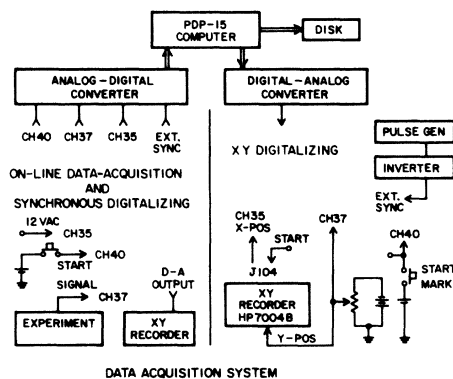 PDP-15
COMPUTER
DISK
ANALOG-DIGITAL
CONVERTER
DIGITAL-ANALOG
CONVERTER
CH40
CH37
CH35
EXT.
SYNC
ON-LINE DATA-ACQUISITION
AND
SYNCHRONOUS DIGITALIZING
12 VAC
CH35
CH40
START
SIGNAL
CH37
EXPERIMENT
D-A
OUTPUT
XY
RECORDER
XY DIGITALIZING
PULSE GEN
INVERTER
EXT.
SYNC
CH35
X-POS
START
J104
CH37
XY
RECORDER
HP7004B
Y-POS
CH40
START
MARK
DATA ACQUISITION SYSTEM